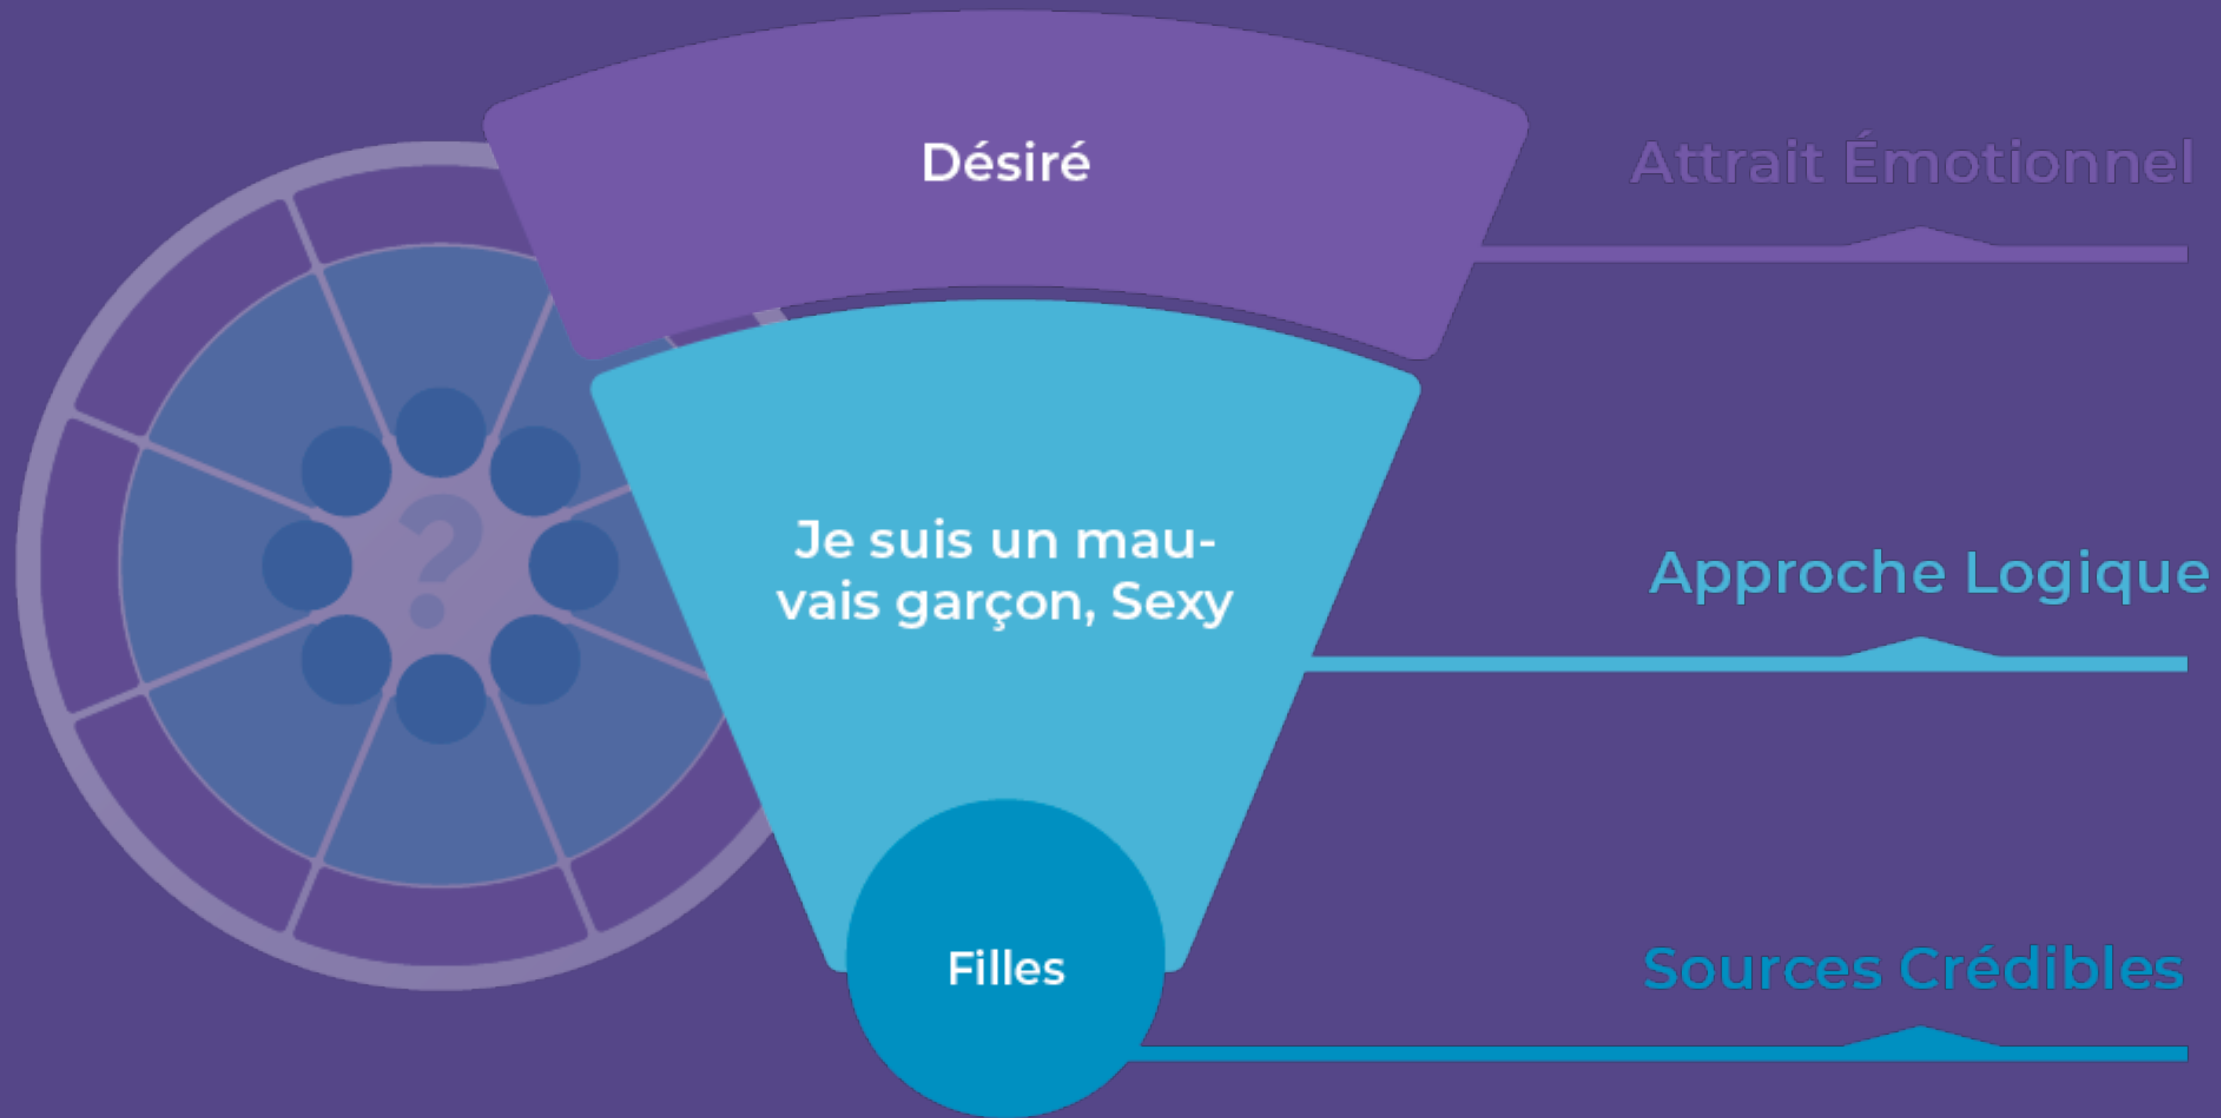 Désiré
Attrait Émotionnel
?
Je suis un mau-
vais garçon, Sexy
Approche Logique
Filles
Sources Crédibles